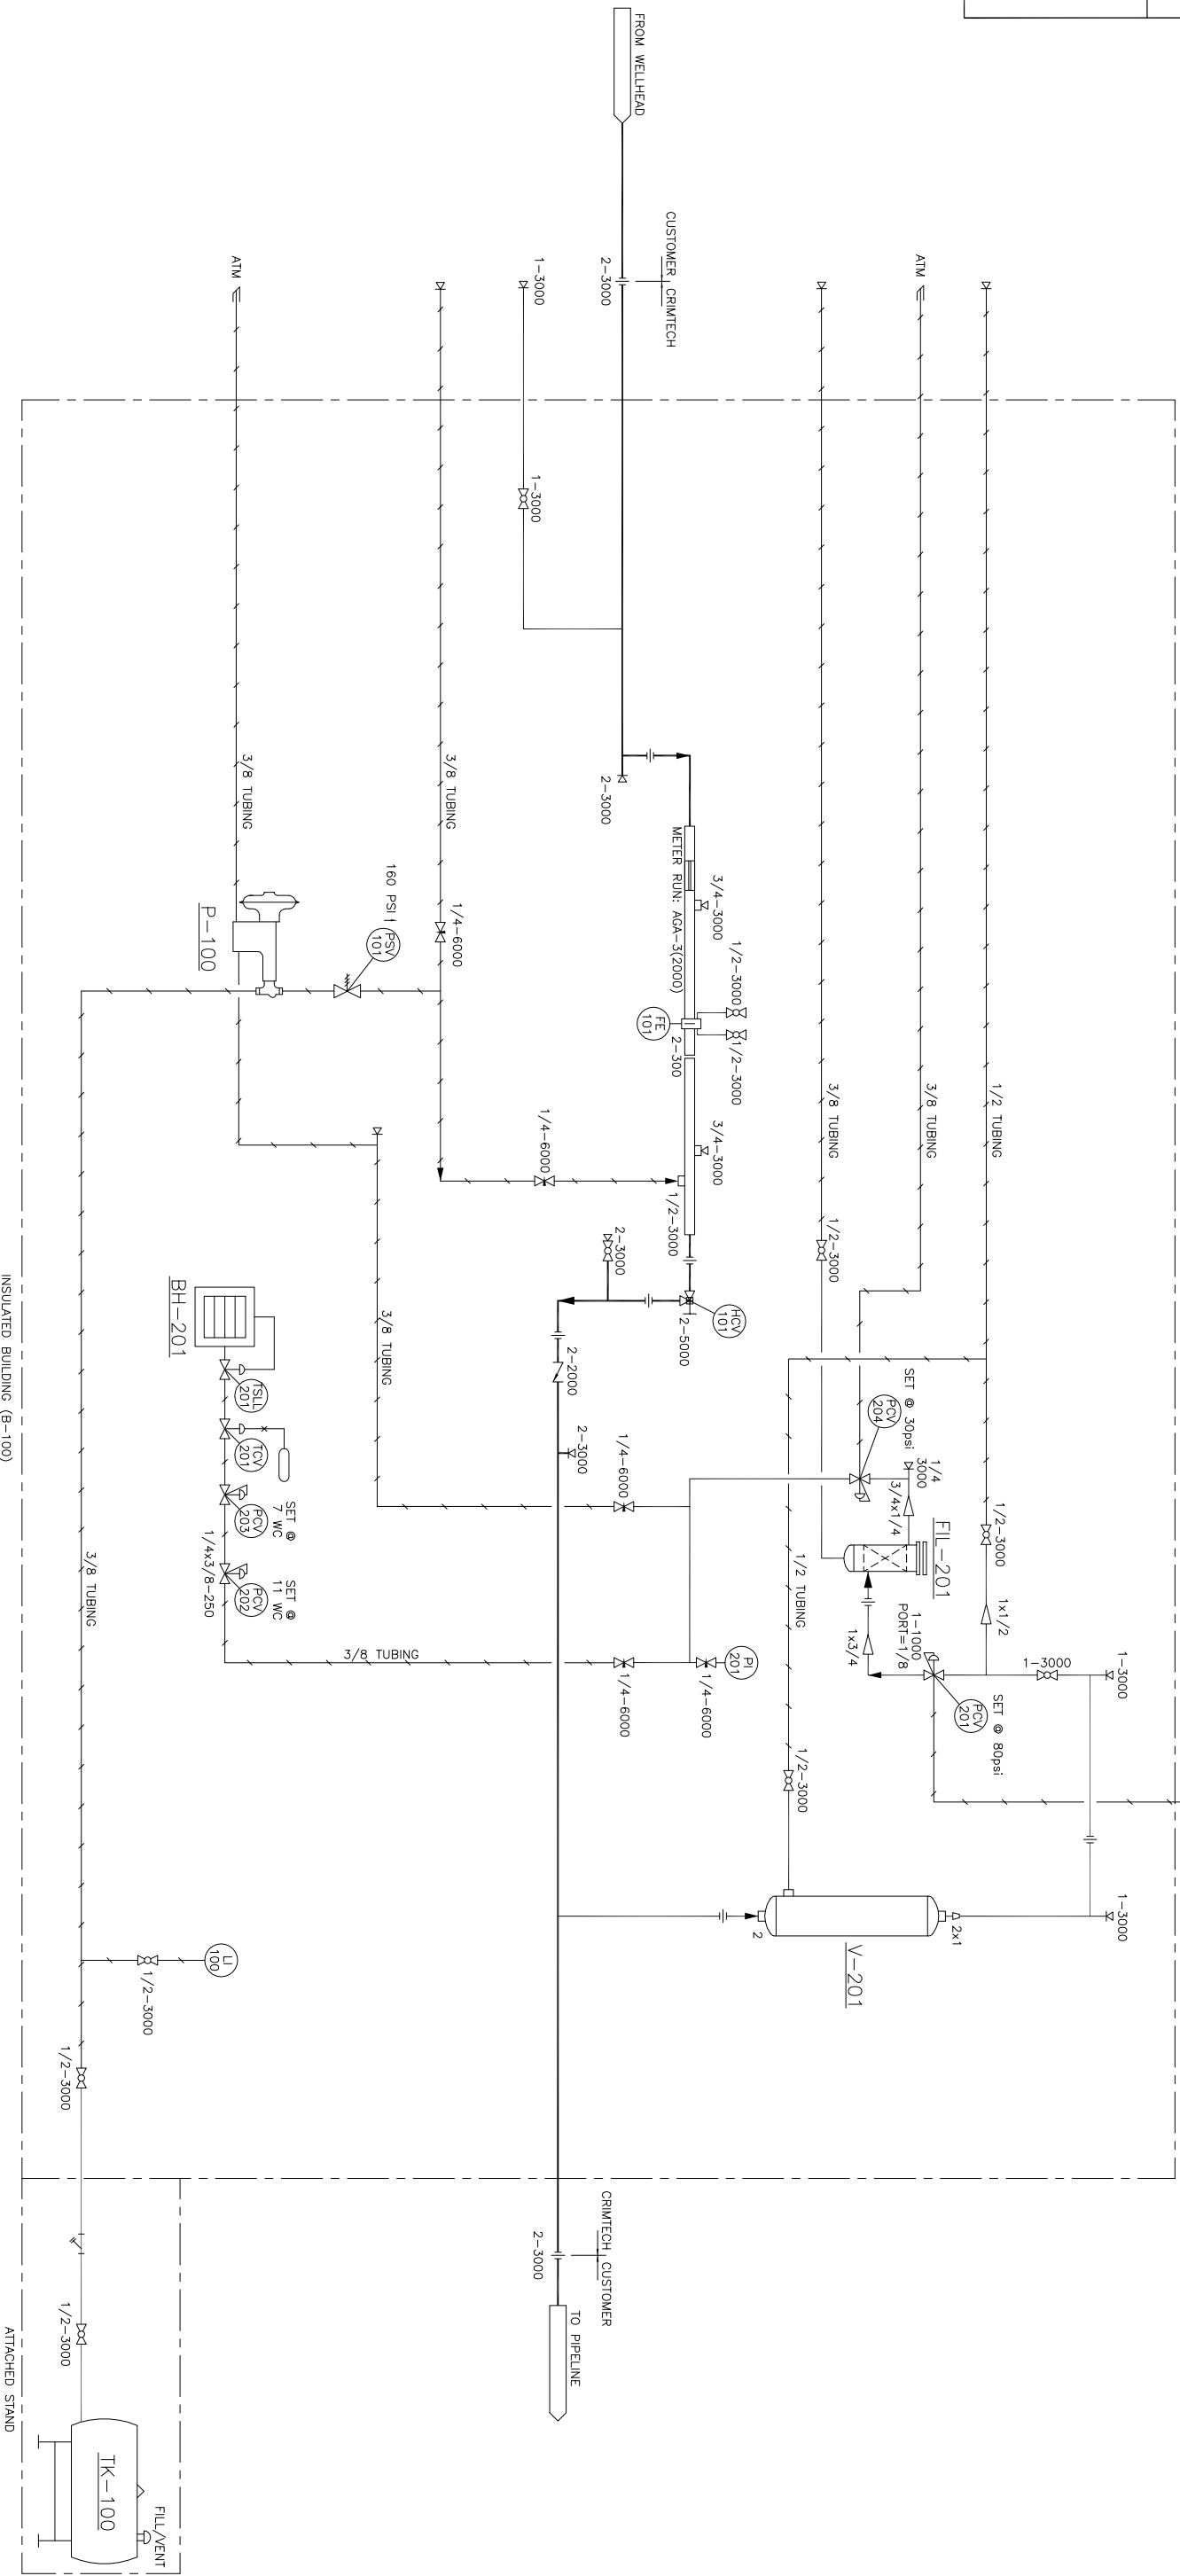 FROM WELLHEAD
CUSTOMER
CRIMTECH
2-3000
1-3000
ATM
ATM
1-3000
3/8 TUBING
3/8 TUBING
2-3000
METER RUN: AGA-3(2000)
3/4-3000
1/2-3000
1/2-3000
FE
101
2-300
3/4-3000
1/2-3000
160 PSI
PSV
101
P-100
1/4-6000
1/4-6000
3/8 TUBING
3/8 TUBING
1/2 TUBING
1/2-3000
2-3000
HCV
101
2-5000
2-2000
2-3000
3/8 TUBING
1/4-6000
BH-201
TSLL
201
TCV
201
SET @
7 WC
PCV
203
SET @
11 WC
PCV
202
1/4x3/8-250
3/8 TUBING
1/4-6000
PI
201
1/4-6000
SET @ 30psi
PCV
204
1/4
3000
3/4x1/4
FIL-201
1/2-3000
1x1/2
1x3/4
1-1000
PORT=1/8
SET @ 80psi
PCV
201
1-3000
1-3000
1-3000
1/2 TUBING
1/2-3000
2x1
2
V-201
3/8 TUBING
INSULATED BUILDING (B-100)
LI
100
1/2-3000
1/2-3000
CRIMTECH
CUSTOMER
2-3000
TO PIPELINE
1/2-3000
TK-100
FILL/VENT
ATTACHED STAND